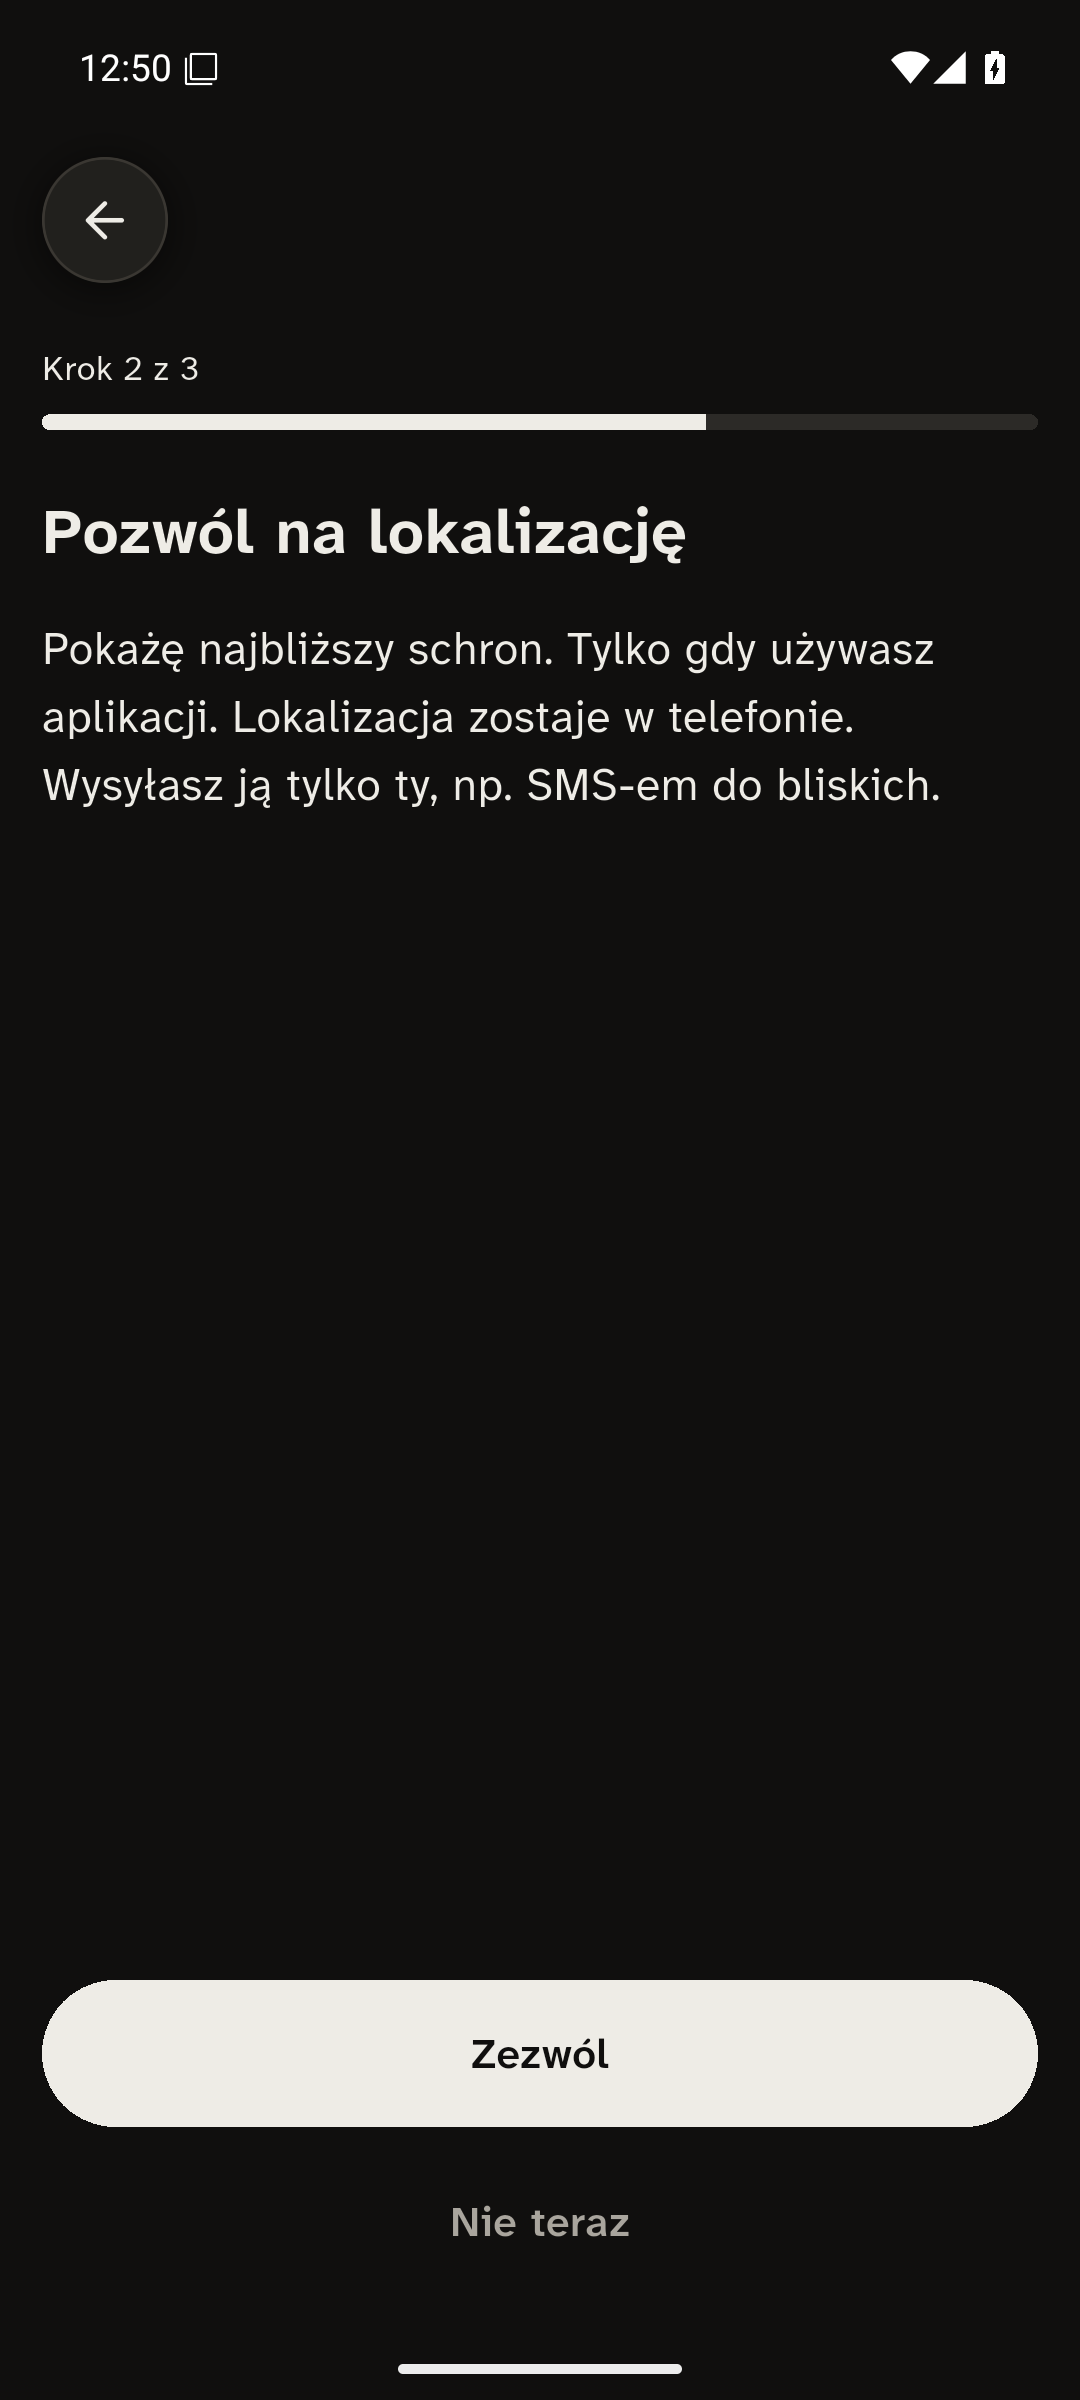 12:50
Krok 2 z 3
Pozwól na lokalizację
Pokażę najbliższy schron. Tylko gdy używasz
aplikacji. Lokalizacja zostaje w telefonie.
Wysyłasz ją tylko ty, np. SMS-em do bliskich.
Zezwól
Nie teraz